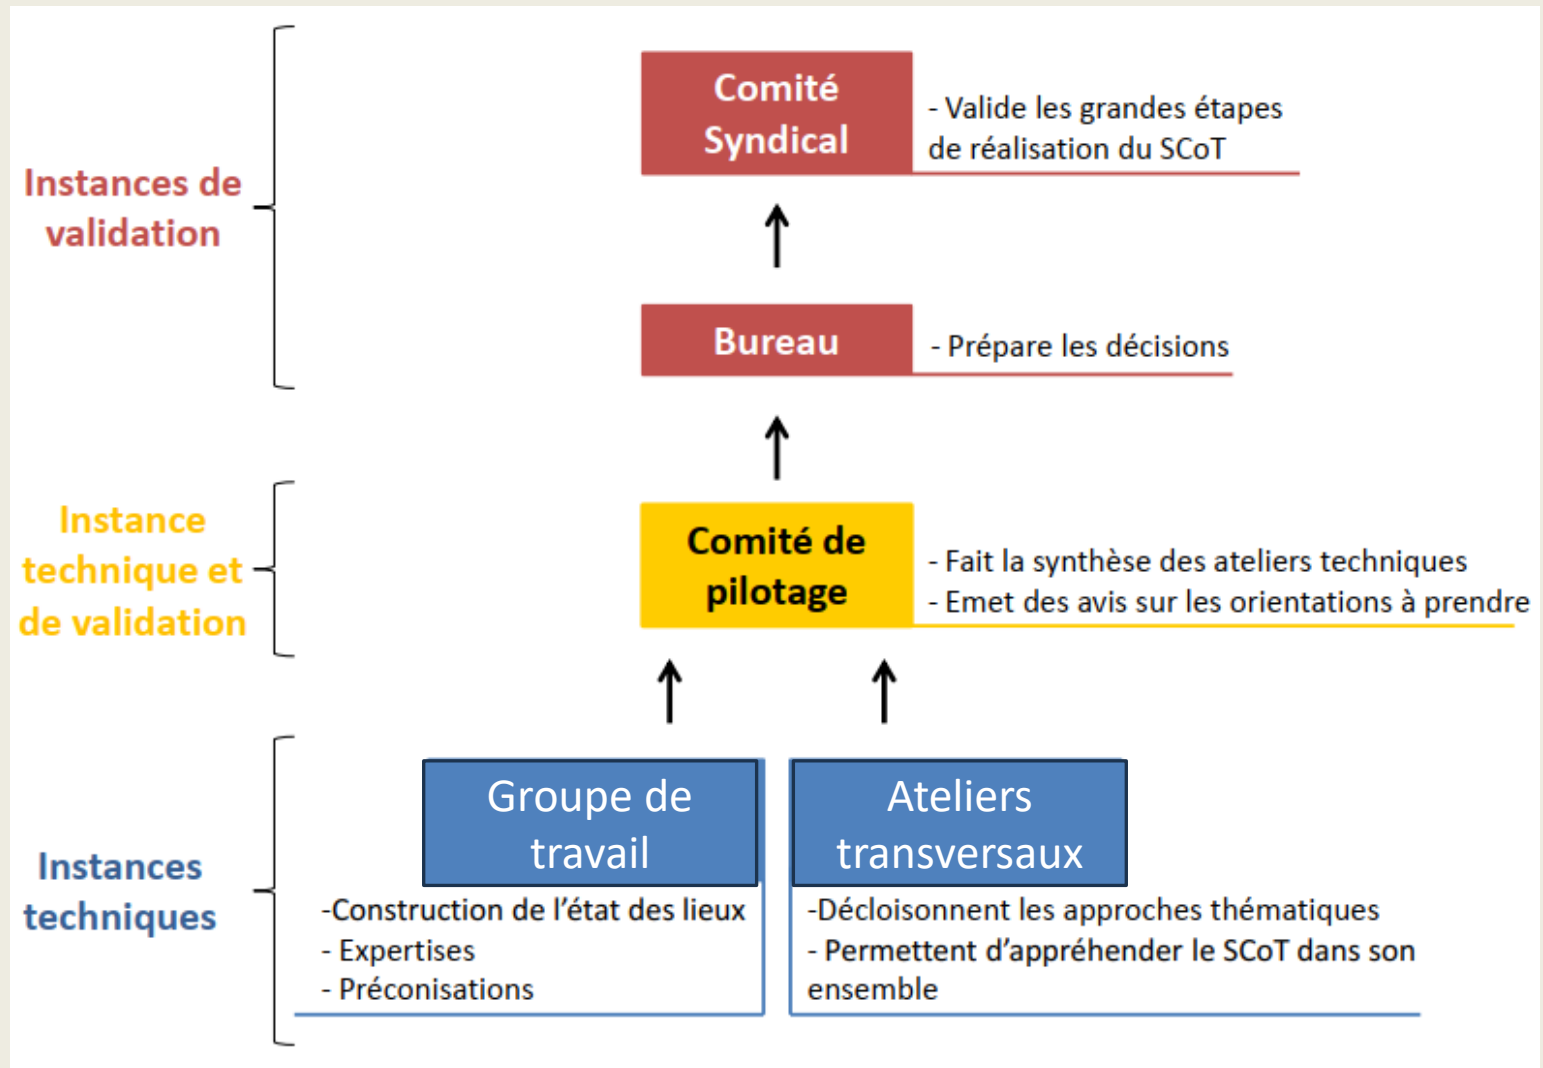 Instances de
validation
Comité
Syndical
- Valide les grandes étapes
de réalisation du SCoT
Bureau
- Prépare les décisions
Instance
technique et
de validation
Comité de
pilotage
- Fait la synthèse des ateliers techniques
- Emet des avis sur les orientations à prendre
Instances
techniques
Groupe de
travail
-Construction de l’état des lieux
- Expertises
- Préconisations
Ateliers
transversaux
-Décloisonnent les approches thématiques
- Permettent d’appréhender le SCoT dans son
ensemble